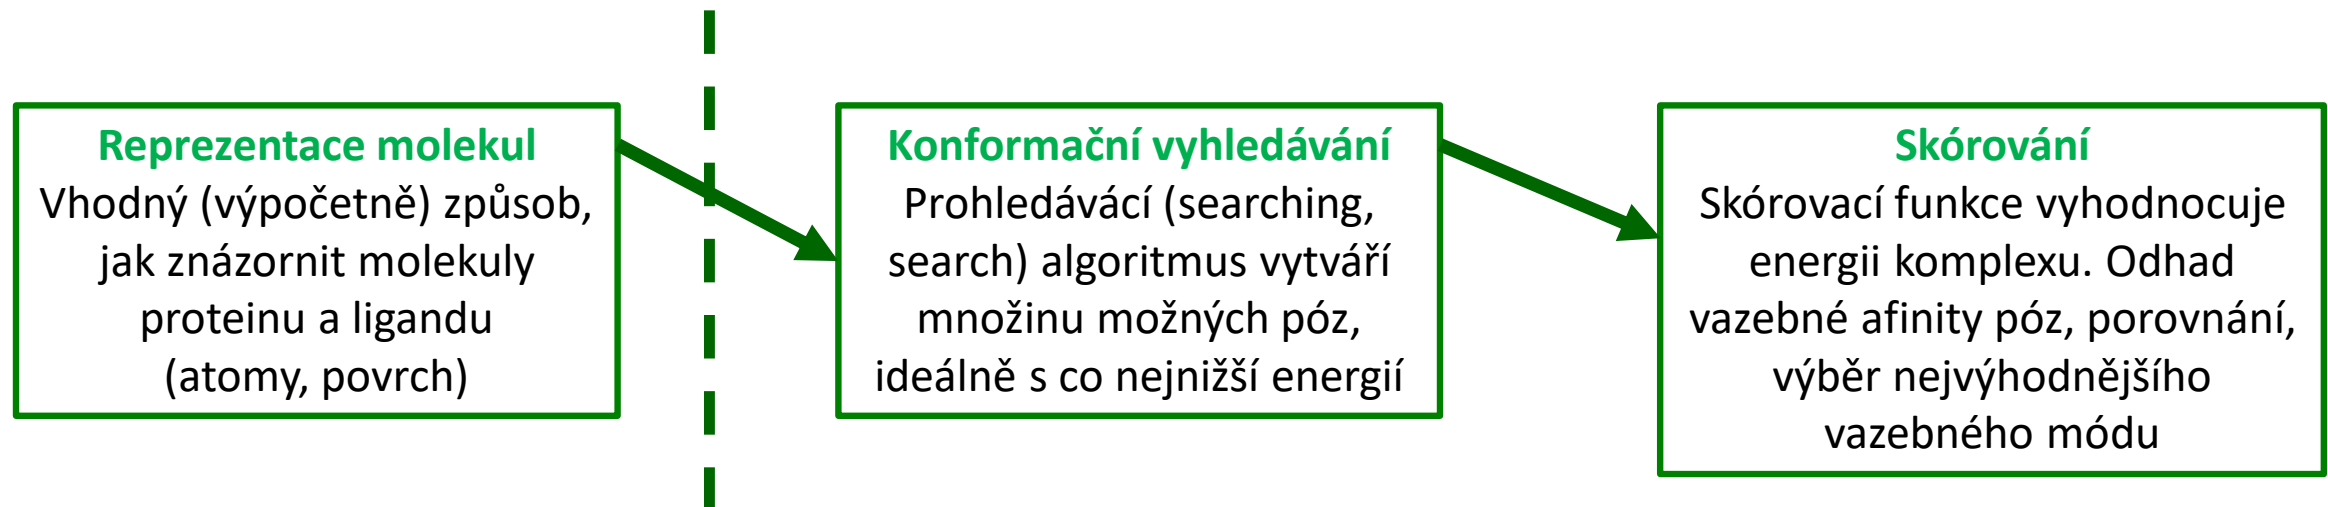 Reprezentace molekul
Vhodný (výpočetně) způsob,
jak znázornit molekuly
proteinu a ligandu
(atomy, povrch)
Konformační vyhledávání
Prohledávácí (searching,
search) algoritmus vytváří
množinu možných póz,
ideálně s co nejnižší energií
Skórování
Skórovací funkce vyhodnocuje
energii komplexu. Odhad
vazebné afinity póz, porovnání,
výběr nejvýhodnějšího
vazebného módu